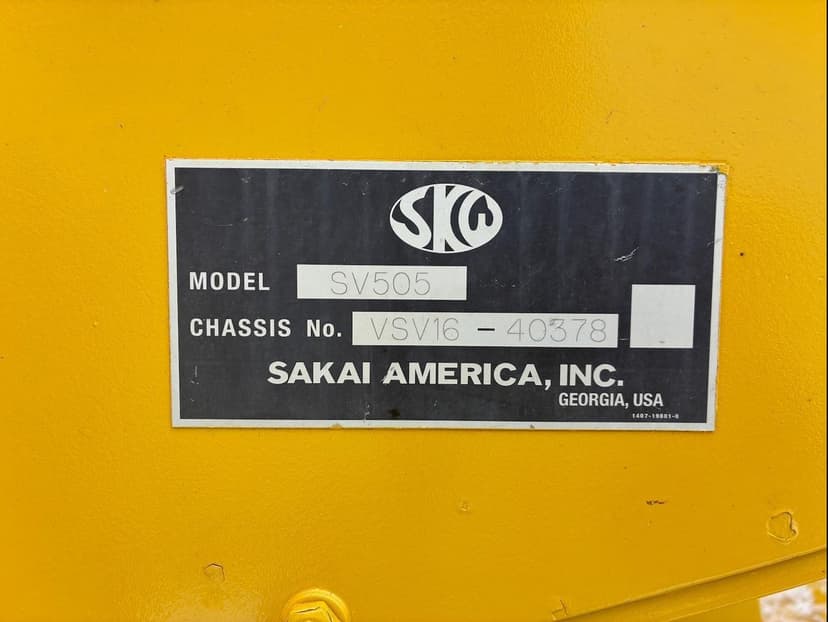 SKW
MODEL SV505
CHASSIS No. VSV16 - 40378
SAKAI AMERICA, INC.
GEORGIA, USA